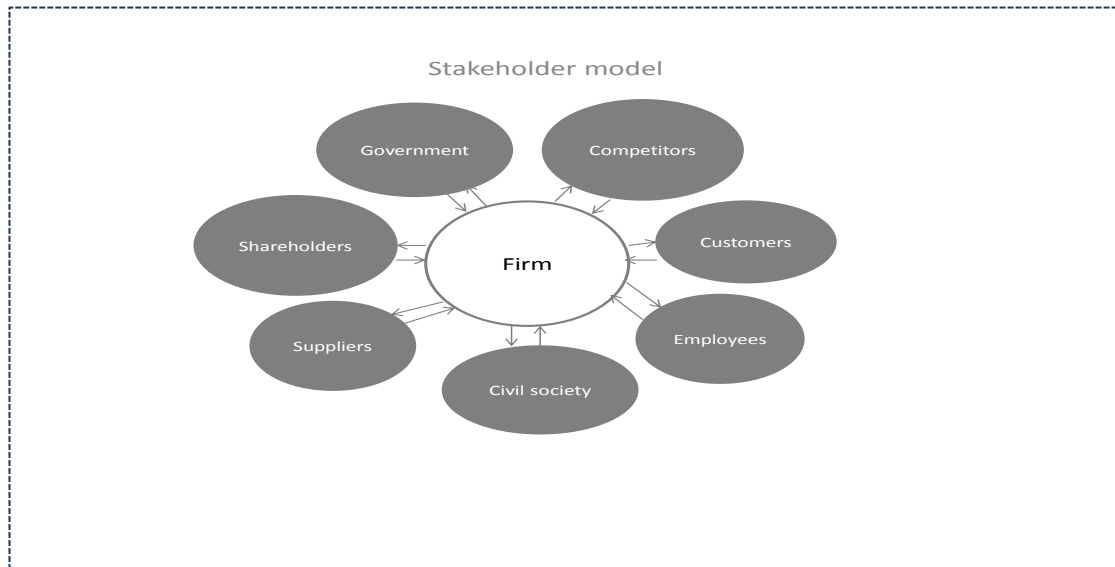 Stakeholder model
Government
Competitors
Shareholders
Firm
Customers
Suppliers
Employees
Civil society